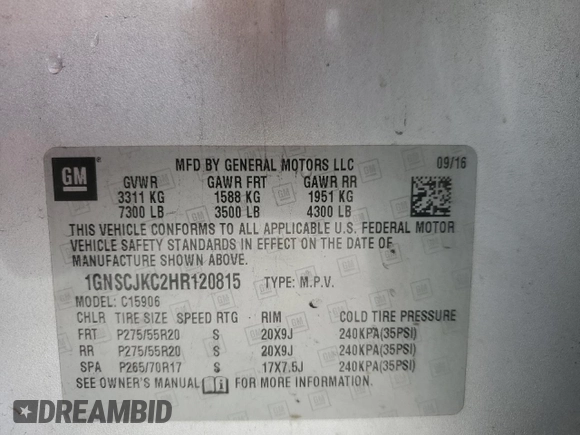 GM
MFD BY GENERAL MOTORS LLC 09/16
GVWR GAWR FRT GAWR RR
3311 KG 1588 KG 1951 KG
7300 LB 3500 LB 4300 LB
THIS VEHICLE CONFORMS TO ALL APPLICABLE U.S. FEDERAL MOTOR
VEHICLE SAFETY STANDARDS IN EFFECT ON THE DATE OF
MANUFACTURE SHOWN ABOVE.
1GNSCJKC2HR120815 TYPE: M.P.V.
MODEL: C15906
CHLR TIRE SIZE SPEED RTG RIM COLD TIRE PRESSURE
FRT P275/55R20 S 20X9J 240KPA(35PSI)
RR P275/55R20 S 20X9J 240KPA(35PSI)
SPA P265/70R17 S 17X7.5J 240KPA(35PSI)
SEE OWNER'S MANUAL FOR MORE INFORMATION.
DREAMBID